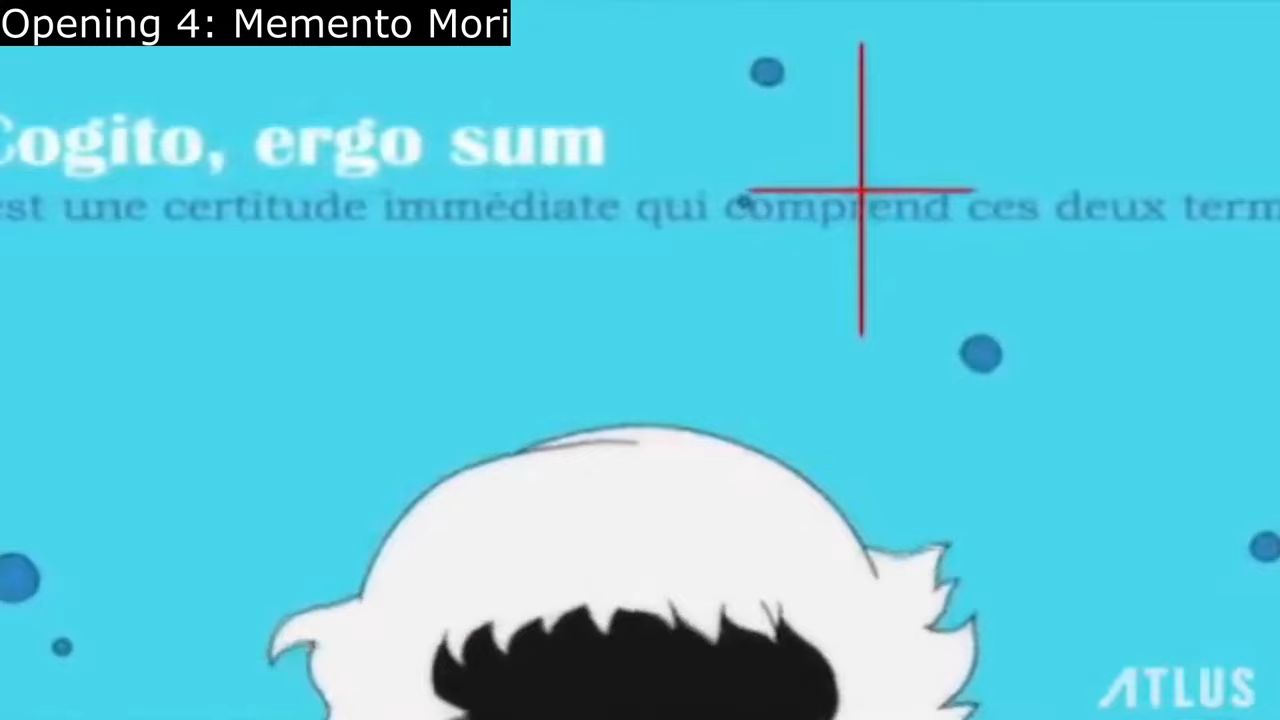 Opening 4: Memento Mori
Cogito, ergo sum
est une certitude immédiate qui comprend ces deux term
ATLUS